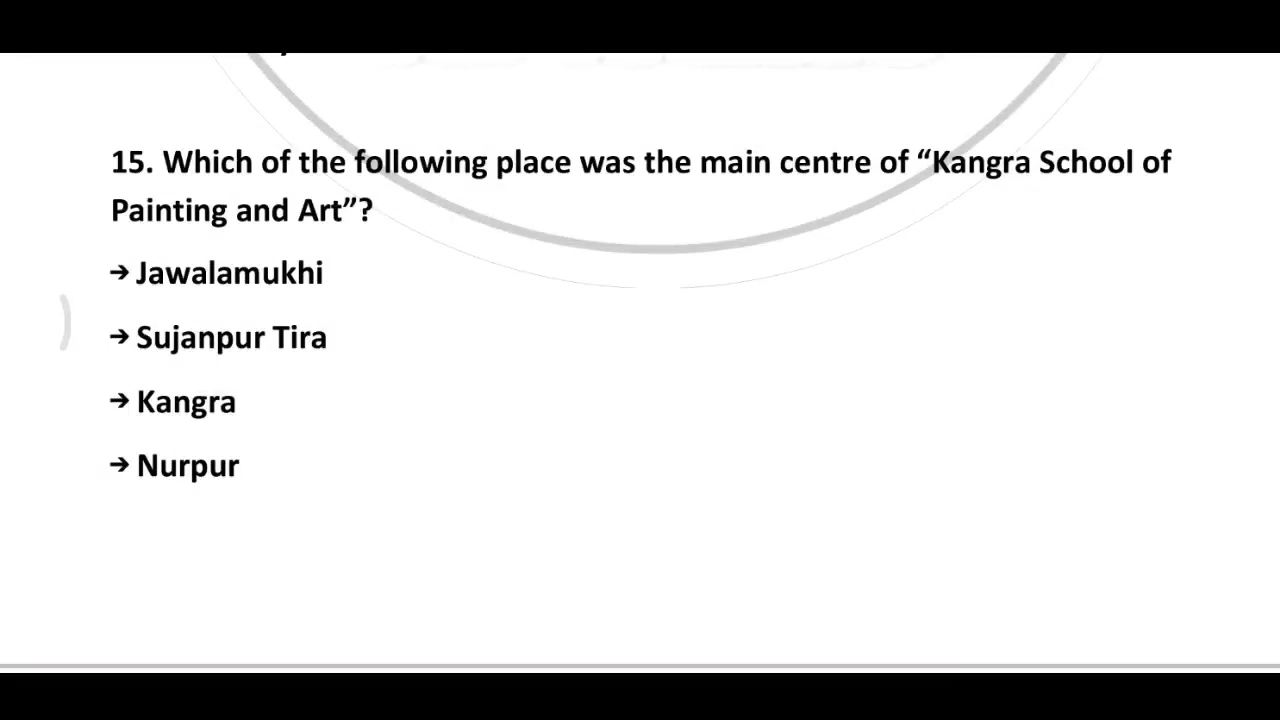 15. Which of the following place was the main centre of “Kangra School of
Painting and Art”?
→ Jawalamukhi
→ Sujanpur Tira
→ Kangra
→ Nurpur